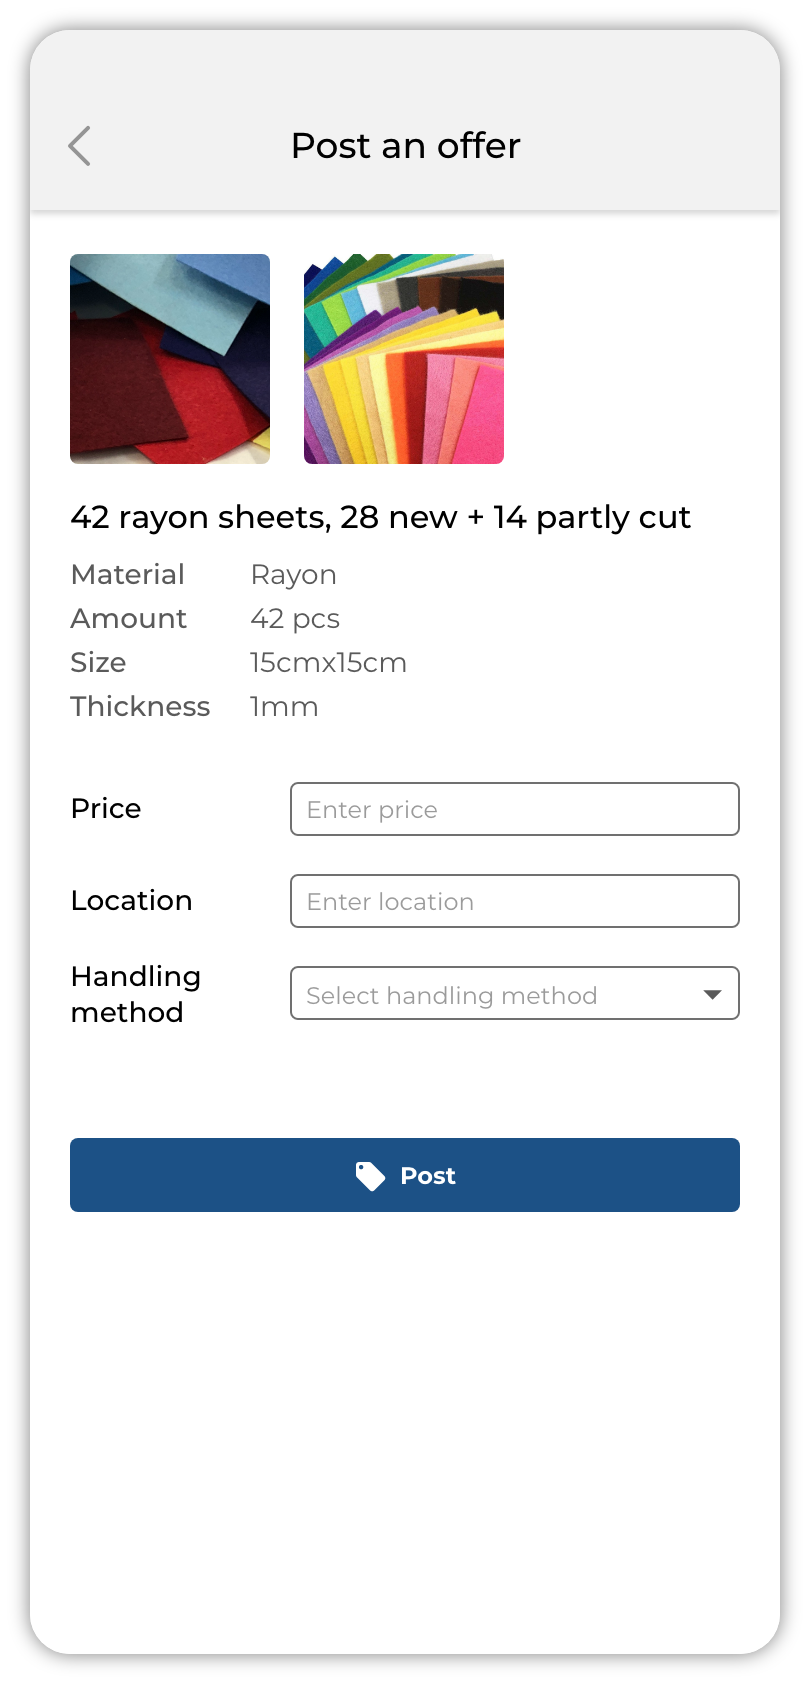 Post an offer
42 rayon sheets, 28 new + 14 partly cut
Material Rayon
Amount 42 pcs
Size 15cmx15cm
Thickness 1mm
Price Enter price
Location Enter location
Handling
method
Select handling method
Post